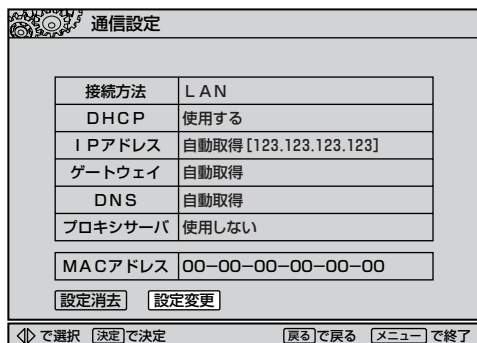 通信設定
接続方法 LAN
DHCP 使用する
IPアドレス 自動取得[123.123.123.123]
ゲートウェイ 自動取得
DNS 自動取得
プロキシサーバ 使用しない
MACアドレス 00−00−00−00−00−00
設定消去 設定変更
で選択 決定で決定 戻るで戻る メニューで終了